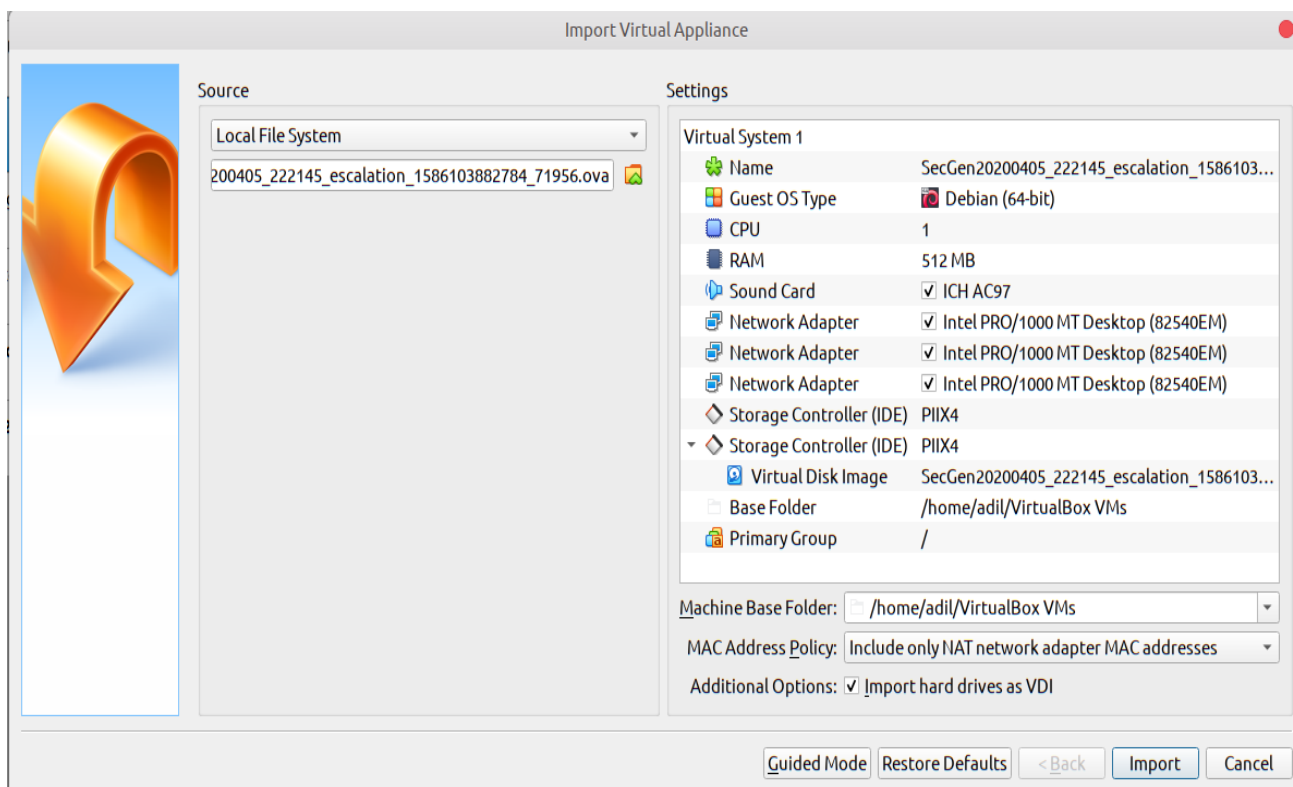 Import Virtual Appliance
Source
Local File System
200405_222145_escalation_1586103882784_71956.ova
Settings
Virtual System 1
Name SecGen20200405_222145_escalation_1586103...
Guest OS Type Debian (64-bit)
CPU 1
RAM 512 MB
Sound Card ICH AC97
Network Adapter Intel PRO/1000 MT Desktop (82540EM)
Network Adapter Intel PRO/1000 MT Desktop (82540EM)
Network Adapter Intel PRO/1000 MT Desktop (82540EM)
Storage Controller (IDE) PIIX4
Storage Controller (IDE) PIIX4
Virtual Disk Image SecGen20200405_222145_escalation_1586103...
Base Folder /home/adil/VirtualBox VMs
Primary Group /
Machine Base Folder: /home/adil/VirtualBox VMs
MAC Address Policy: Include only NAT network adapter MAC addresses
Additional Options: Import hard drives as VDI
Guided Mode Restore Defaults < Back Import Cancel